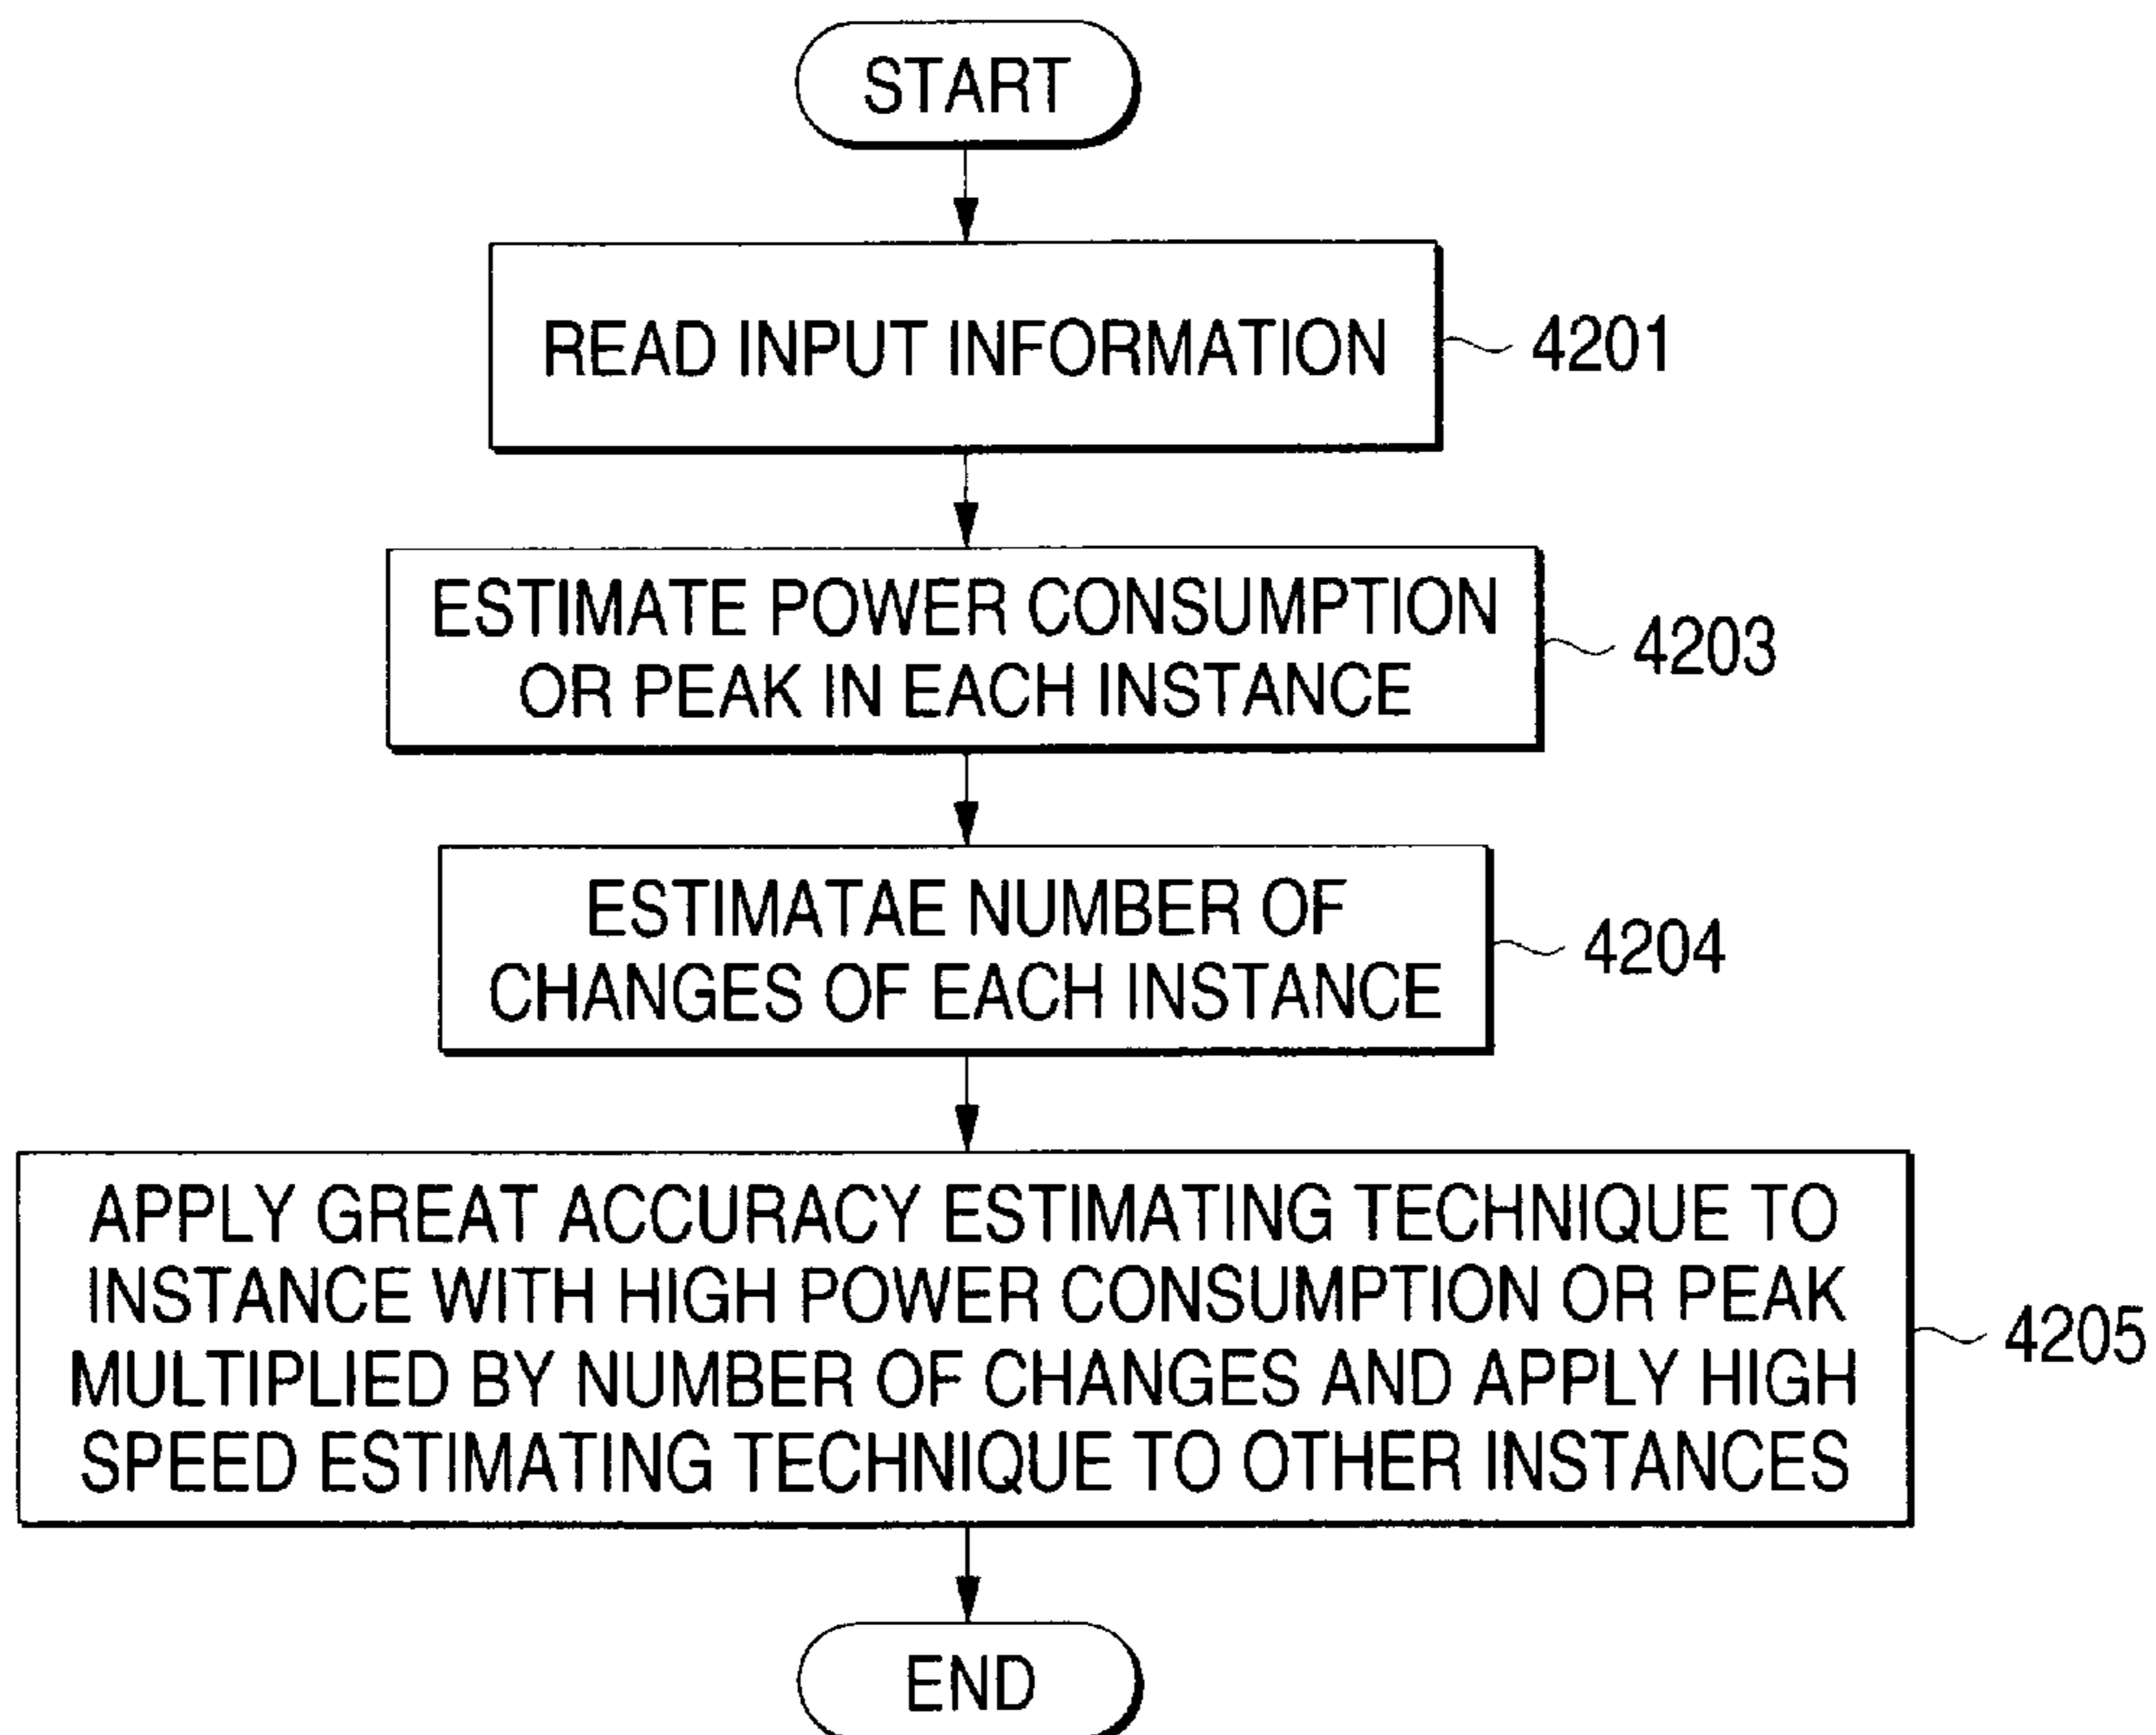 START
READ INPUT INFORMATION
4201
ESTIMATE POWER CONSUMPTION
OR PEAK IN EACH INSTANCE
4203
ESTIMATAE NUMBER OF
CHANGES OF EACH INSTANCE
4204
APPLY GREAT ACCURACY ESTIMATING TECHNIQUE TO
INSTANCE WITH HIGH POWER CONSUMPTION OR PEAK
MULTIPLIED BY NUMBER OF CHANGES AND APPLY HIGH
SPEED ESTIMATING TECHNIQUE TO OTHER INSTANCES
4205
END